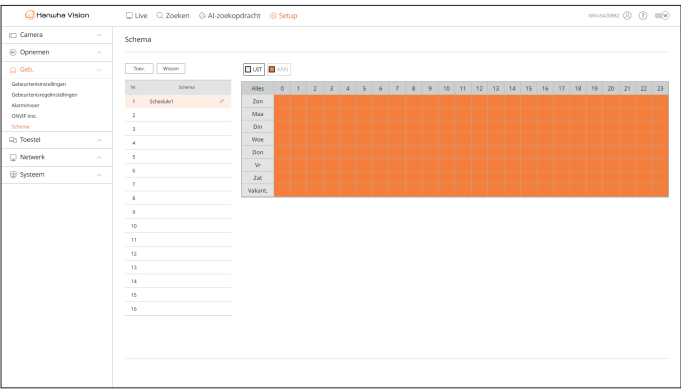 Hanwha Vision
Live Zoeken AI-zoekopdracht Setup
XRN-6420RB2
Camera
Opnemen
Geb.
Gebeurtenisinstellingen
Gebeurtenisregelinstellingen
Alarminvoer
ONVIF inst.
Schema
Toestel
Netwerk
Systeem
Schema
Toev. Wissen
Nr. Schema
1 Schedule1
2
3
4
5
6
7
8
9
10
11
12
13
14
15
16
UIT AAN
Alles 0 1 2 3 4 5 6 7 8 9 10 11 12 13 14 15 16 17 18 19 20 21 22 23
Zon
Maa
Din
Woe
Don
Vr
Zat
Vakant.